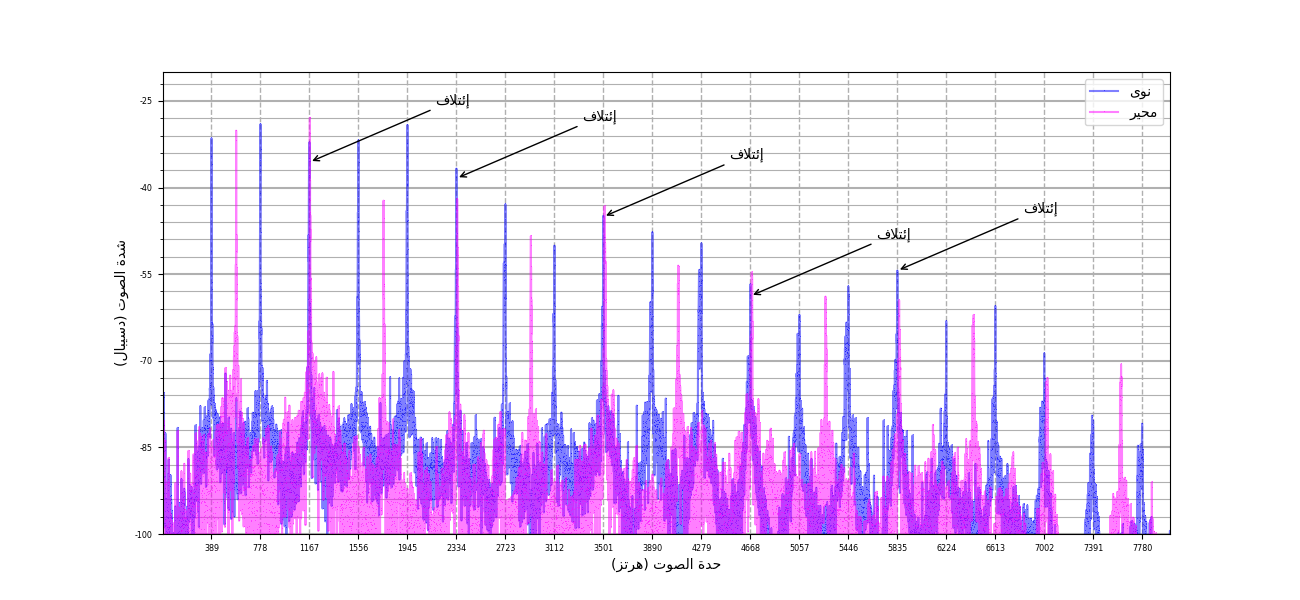 نوى
محير
إئتلاف
إئتلاف
إئتلاف
إئتلاف
إئتلاف
شدة الصوت (دسيبال)
-25
-40
-55
-70
-85
-100
389 778 1167 1556 1945 2334 2723 3112 3501 3890 4279 4668 5057 5446 5835 6224 6613 7002 7391 7780
حدة الصوت (هرتز)